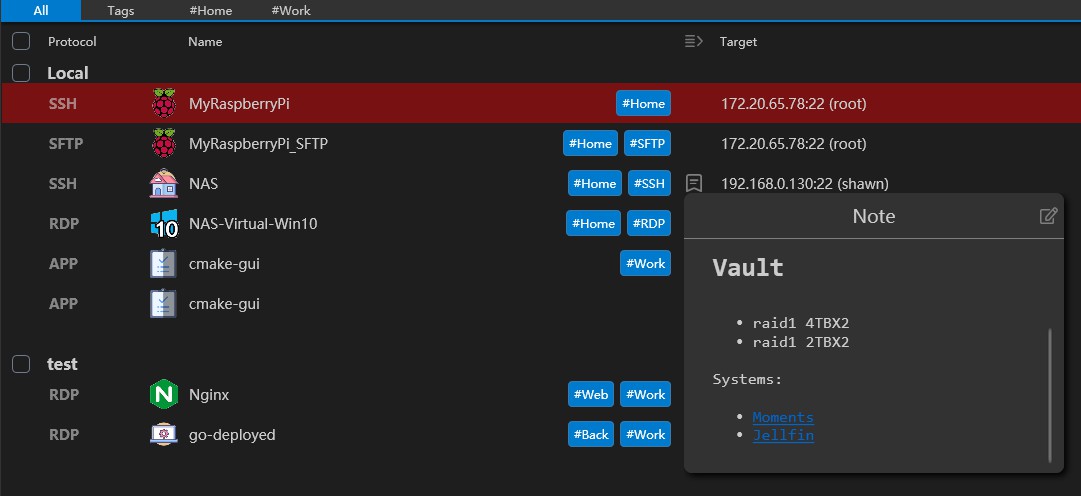 All Tags #Home #Work
Protocol Name Target
Local
SSH MyRaspberryPi #Home 172.20.65.78:22 (root)
SFTP MyRaspberryPi_SFTP #Home #SFTP 172.20.65.78:22 (root)
SSH NAS #Home #SSH 192.168.0.130:22 (shawn)
RDP 10 NAS-Virtual-Win10 #Home #RDP
APP cmake-gui #Work
APP cmake-gui
test
RDP N Nginx #Web #Work
RDP go-deployed #Back #Work
Note
Vault
• raid1 4TBX2
• raid1 2TBX2
Systems:
• Moments
• Jellfin